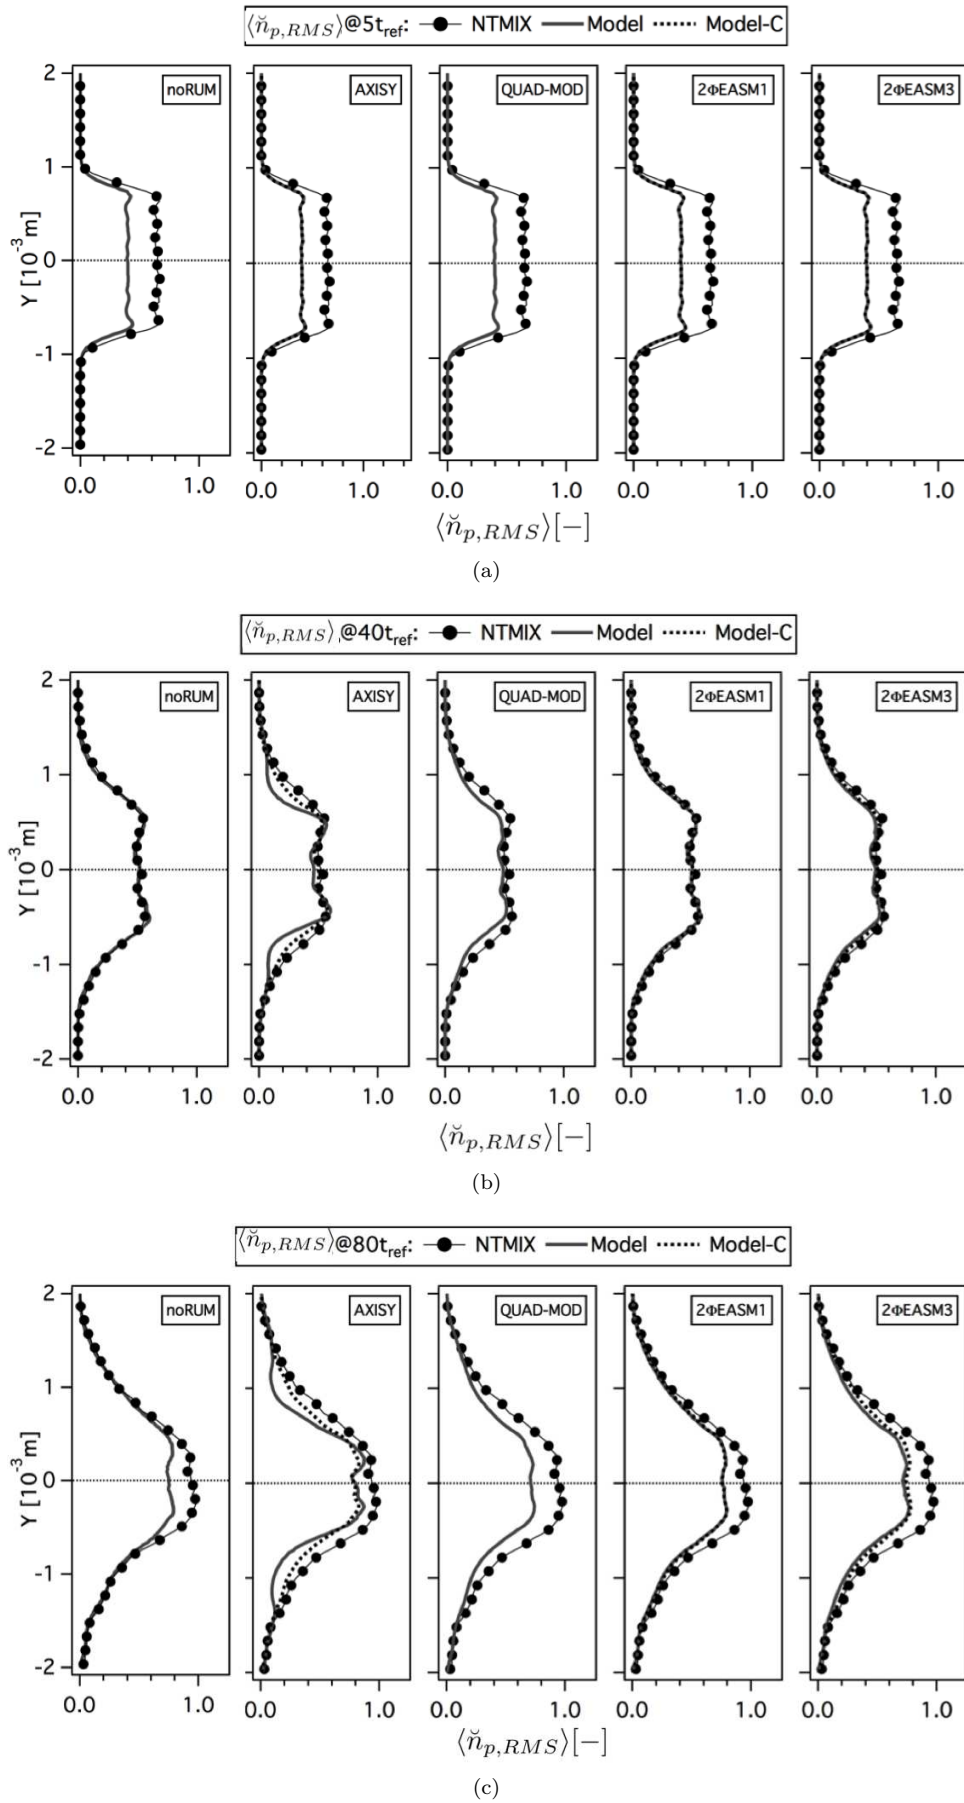 ⟨n̆p,RMS⟩@5tref: NTMIX Model Model-C
noRUM AXISY QUAD-MOD 2ΦEASM1 2ΦEASM3
2
1
0
-1
-2
Y [10⁻³m]
0.0 1.0 0.0 1.0 0.0 1.0 0.0 1.0 0.0 1.0
⟨n̆p,RMS⟩[−]
(a)
⟨n̆p,RMS⟩@40tref: NTMIX Model Model-C
noRUM AXISY QUAD-MOD 2ΦEASM1 2ΦEASM3
2
1
0
-1
-2
Y [10⁻³m]
0.0 1.0 0.0 1.0 0.0 1.0 0.0 1.0 0.0 1.0
⟨n̆p,RMS⟩[−]
(b)
⟨n̆p,RMS⟩@80tref: NTMIX Model Model-C
noRUM AXISY QUAD-MOD 2ΦEASM1 2ΦEASM3
2
1
0
-1
-2
Y [10⁻³m]
0.0 1.0 0.0 1.0 0.0 1.0 0.0 1.0 0.0 1.0
⟨n̆p,RMS⟩[−]
(c)